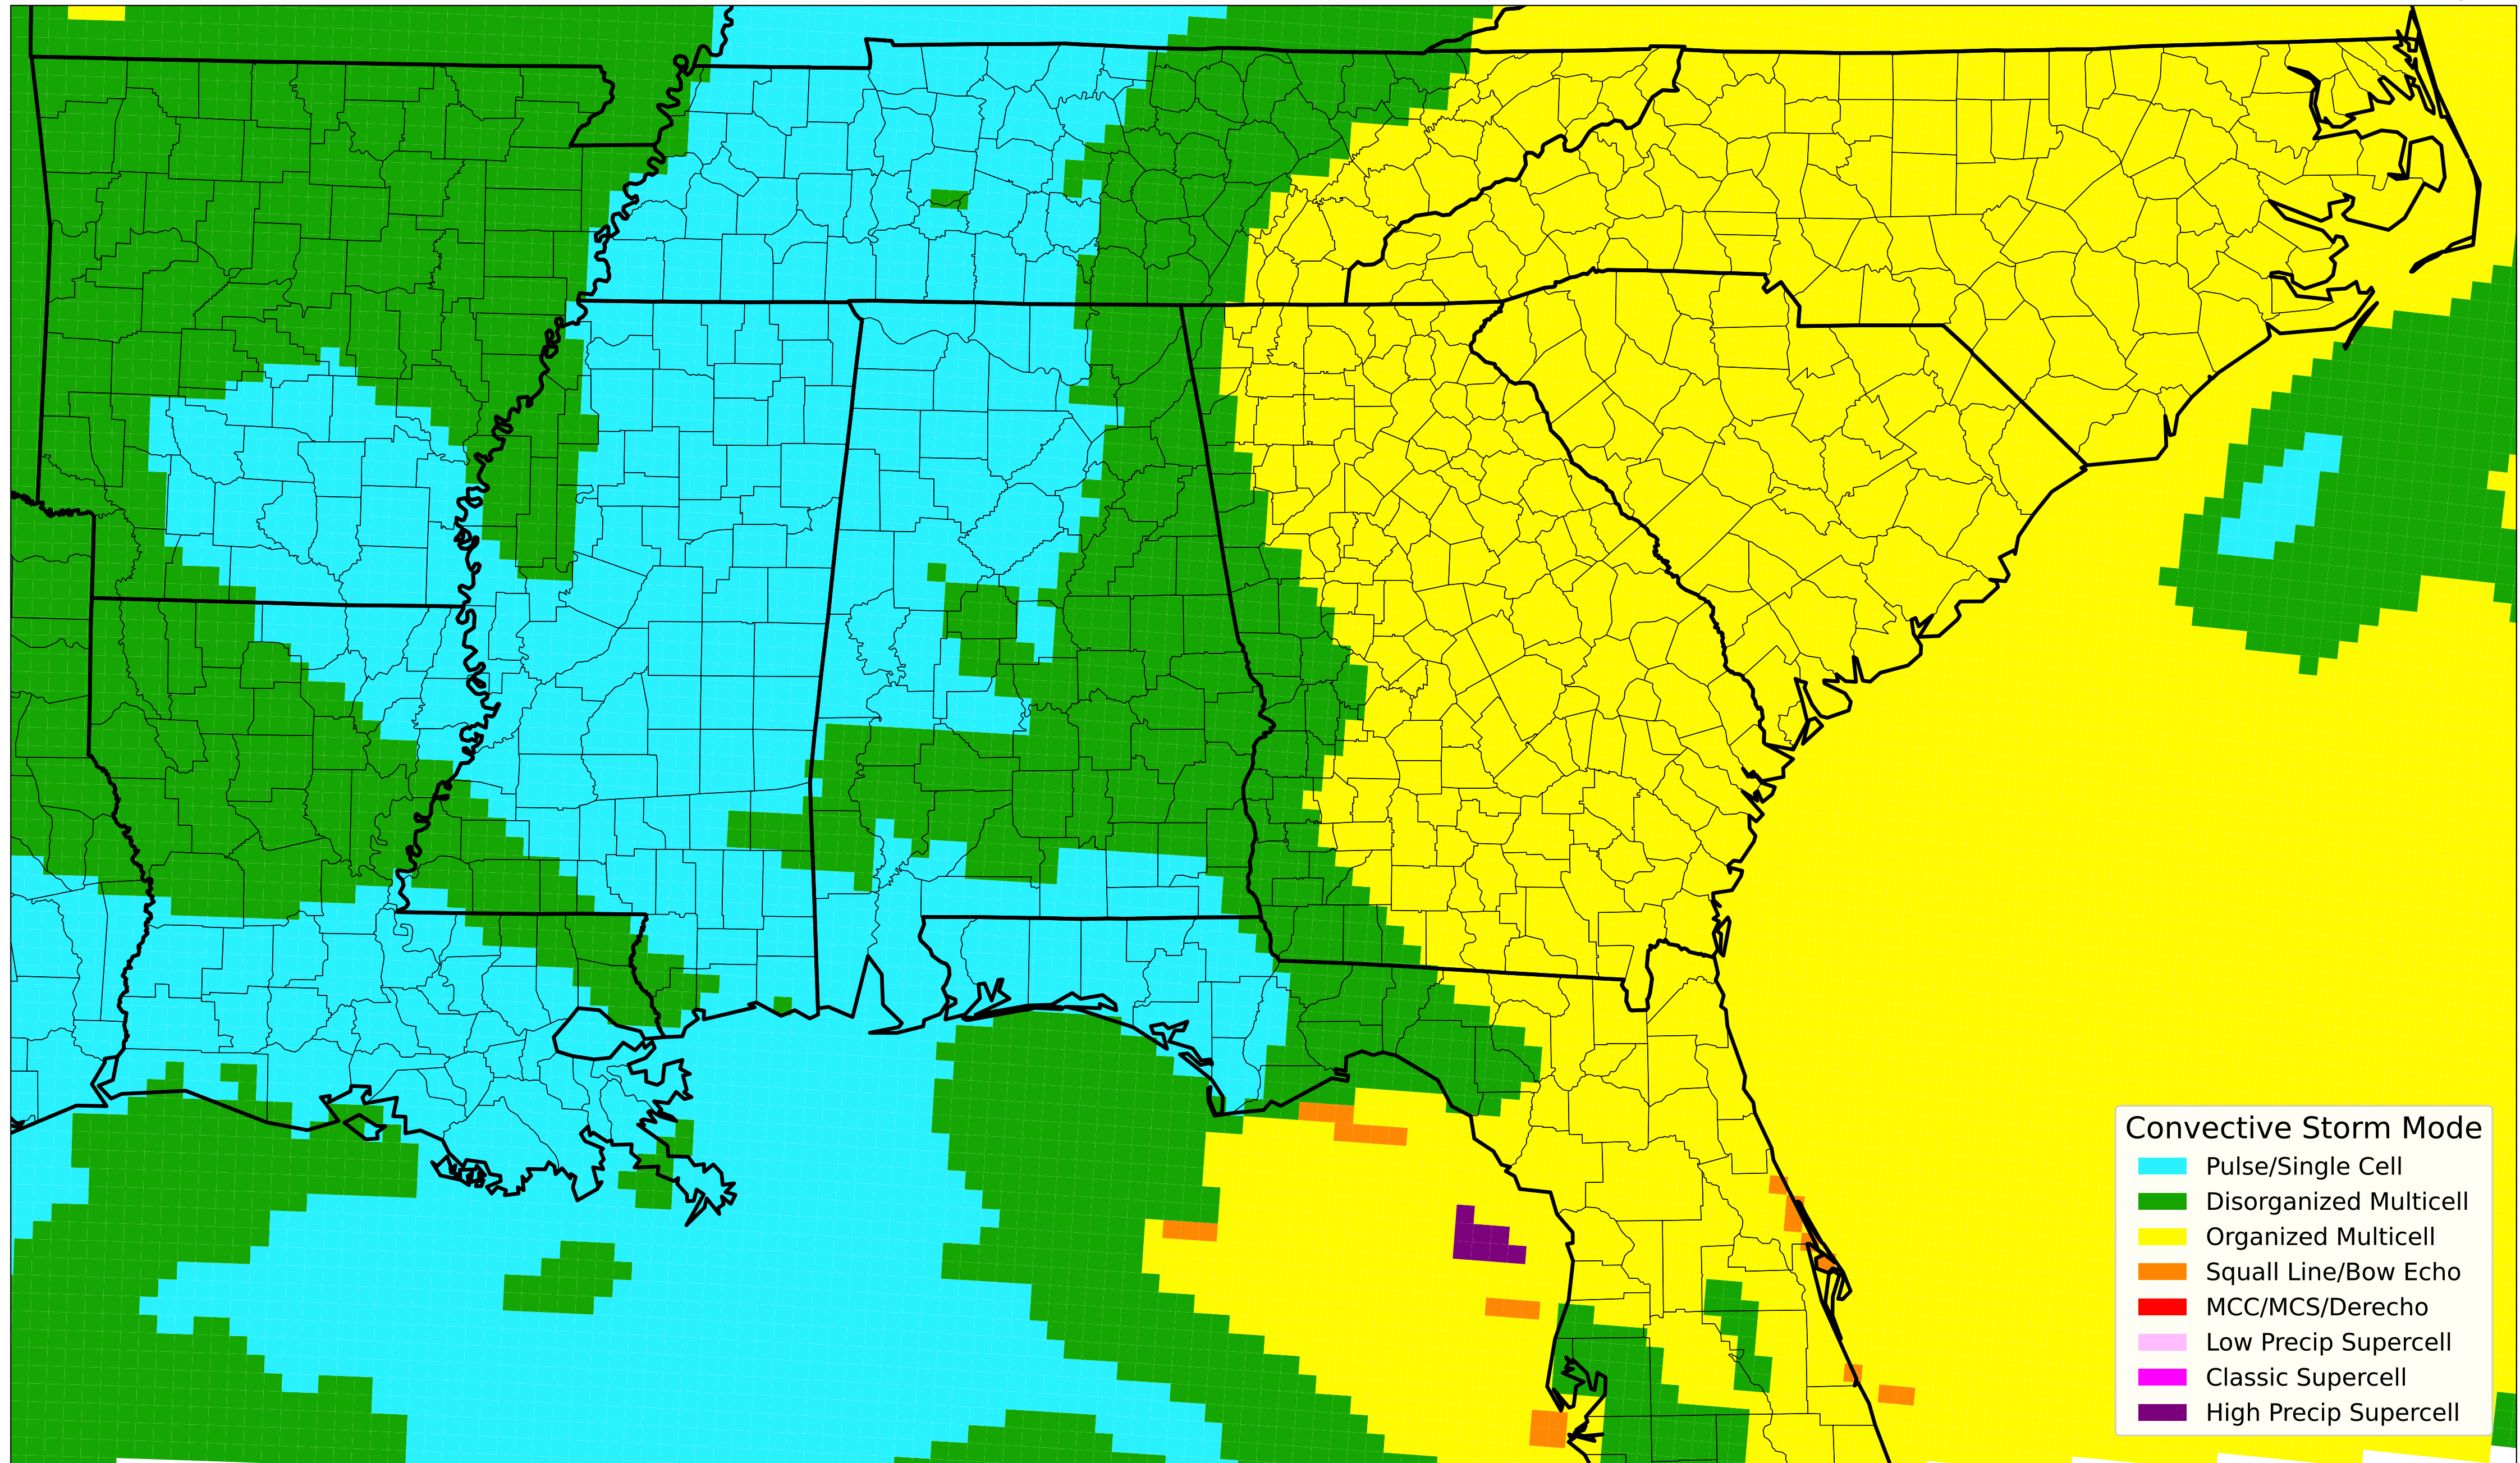 Convective Storm Mode
Pulse/Single Cell
Disorganized Multicell
Organized Multicell
Squall Line/Bow Echo
MCC/MCS/Derecho
Low Precip Supercell
Classic Supercell
High Precip Supercell